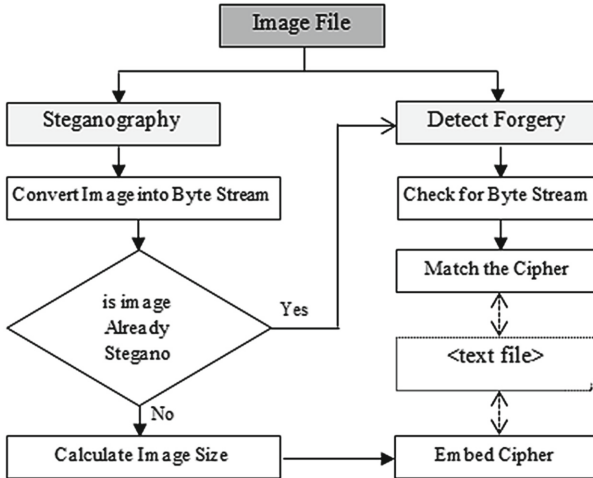 Image File
Steganography
Detect Forgery
Convert Image into Byte Stream
Check for Byte Stream
Match the Cipher
is image
Already
Stegano
Yes
<text file>
No
Calculate Image Size
Embed Cipher